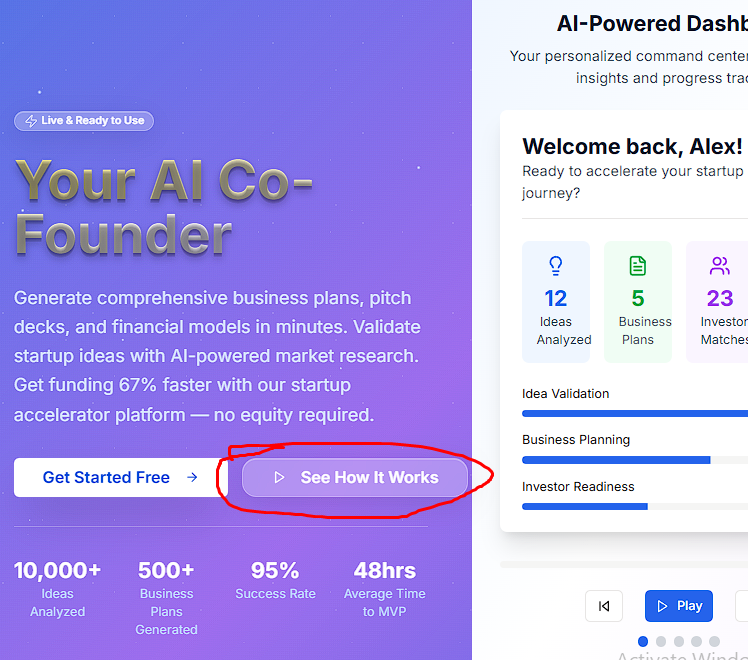 Live & Ready to Use
Your AI Co-
Founder
Generate comprehensive business plans, pitch
decks, and financial models in minutes. Validate
startup ideas with AI-powered market research.
Get funding 67% faster with our startup
accelerator platform — no equity required.
Get Started Free
See How It Works
10,000+
Ideas
Analyzed
500+
Business
Plans
Generated
95%
Success Rate
48hrs
Average Time
to MVP
AI-Powered Dashb
Your personalized command center
insights and progress trac
Welcome back, Alex!
Ready to accelerate your startup
journey?
12
Ideas
Analyzed
5
Business
Plans
23
Investor
Matches
Idea Validation
Business Planning
Investor Readiness
Play
Activate Windo